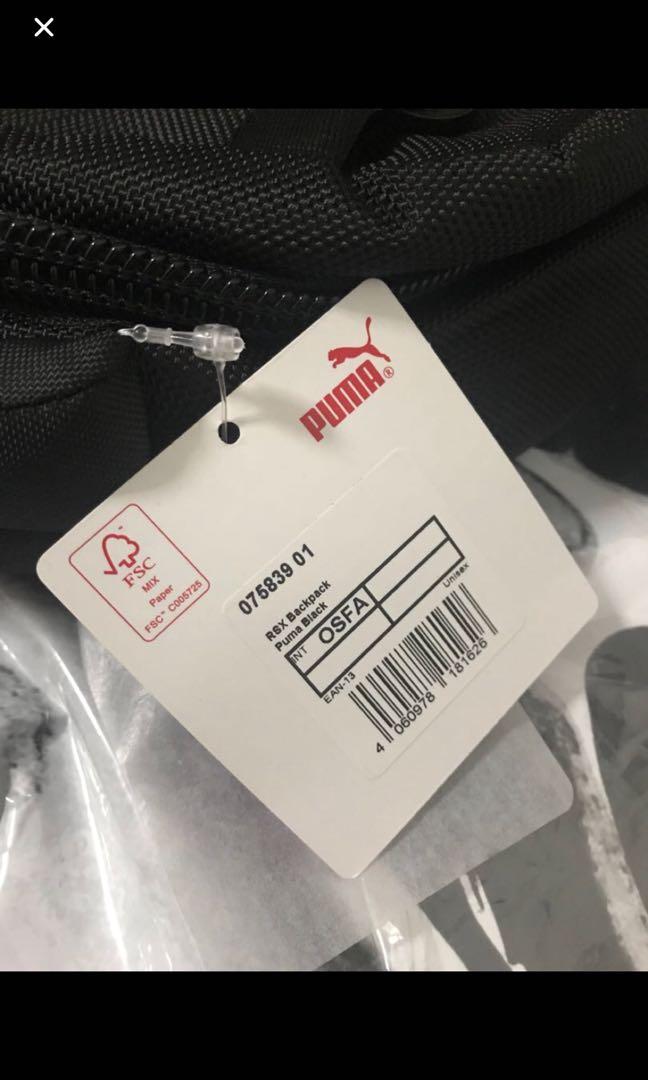 PUMA®
FSC
MIX
Paper
FSC™ C005725
075839 01
RSX Backpack
Puma Black
INT OSFA
Unisex
EAN-13
4 060978 181626